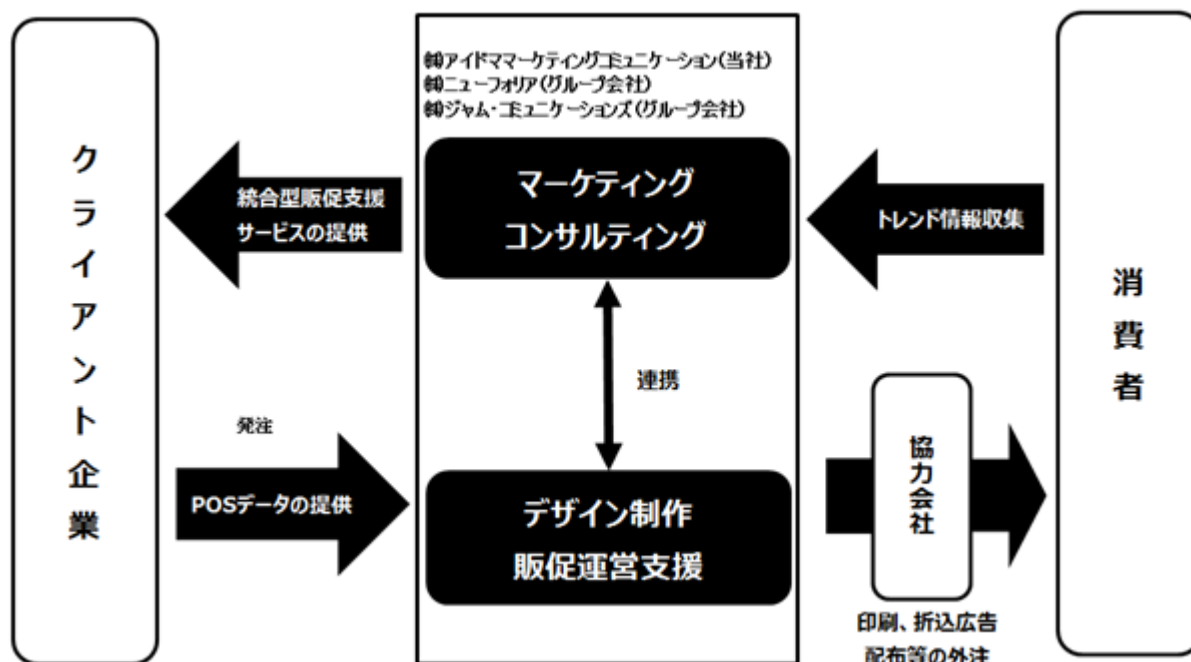 クライアント企業
㈱アイドママーケティングコミュニケーション(当社)
㈱ニューフォリア(グループ会社)
㈱ジャム・コミュニケーションズ(グループ会社)
マーケティング
コンサルティング
統合型販促支援
サービスの提供
トレンド情報収集
連携
発注
POSデータの提供
デザイン制作
販促運営支援
協力会社
印刷、折込広告
配布等の外注
消費者